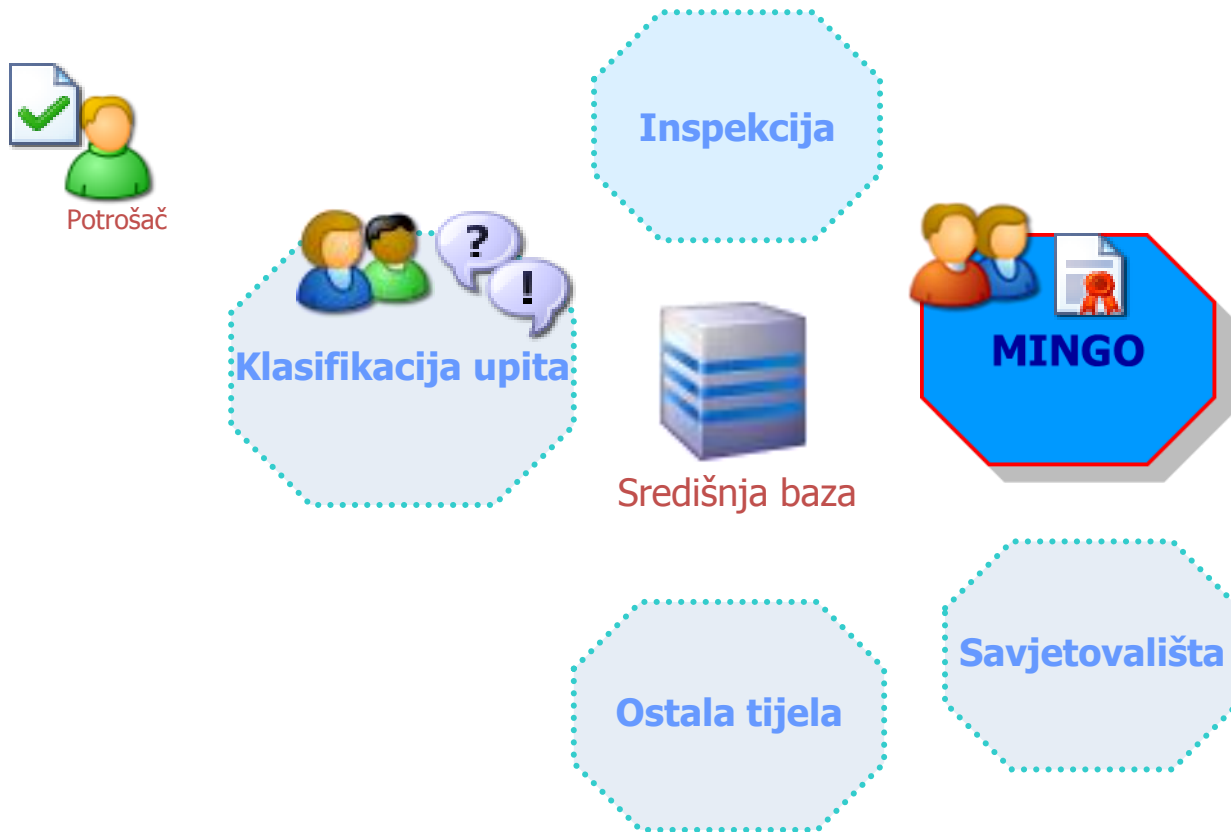 Inspekcija
Potrošač
?
!
Klasifikacija upita
MINGO
Središnja baza
Savjetovališta
Ostala tijela